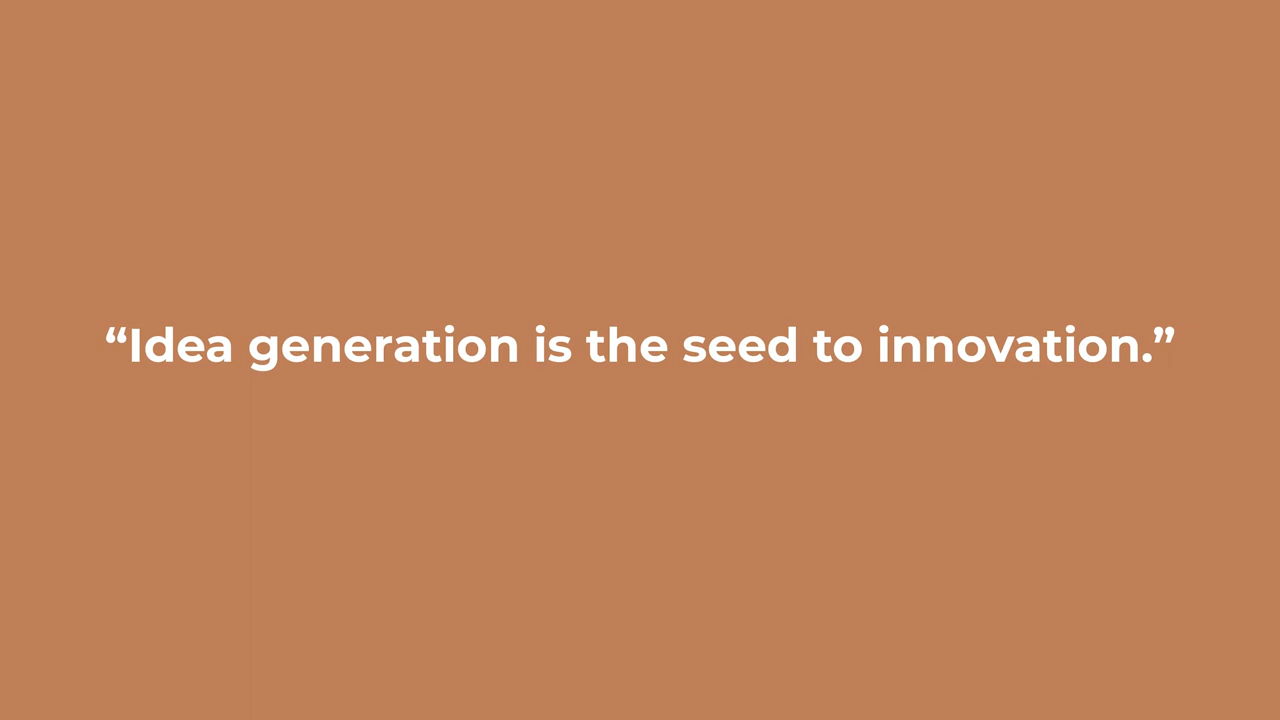 “Idea generation is the seed to innovation.”